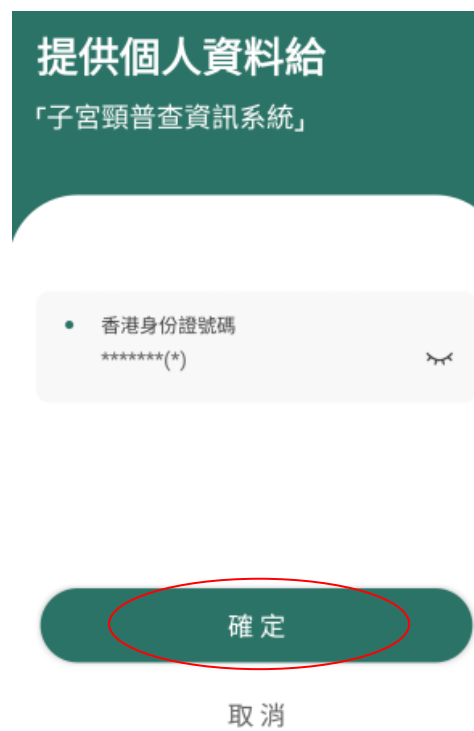 提供個人資料給
「子宮頸普查資訊系統」
香港身份證號碼
*******(*)
確定
取消